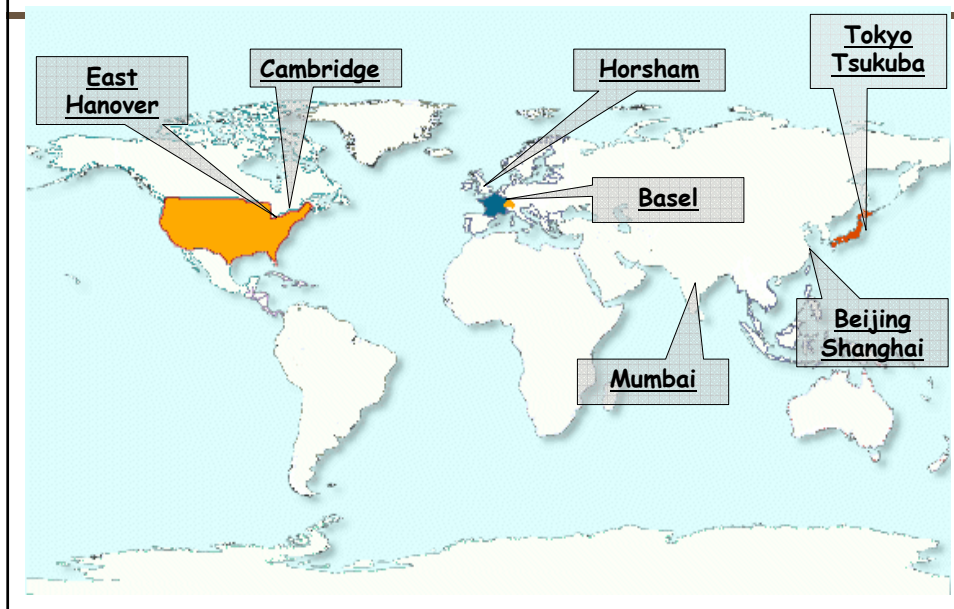 Tokyo
Tsukuba
East
Hanover
Cambridge
Horsham
Basel
Beijing
Shanghai
Mumbai